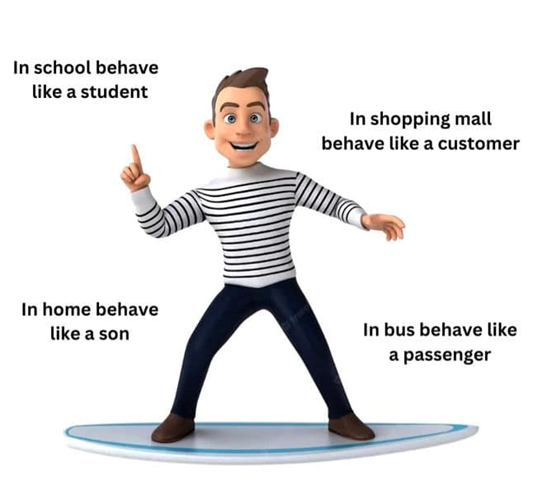 In school behave
like a student
In shopping mall
behave like a customer
In home behave
like a son
In bus behave like
a passenger